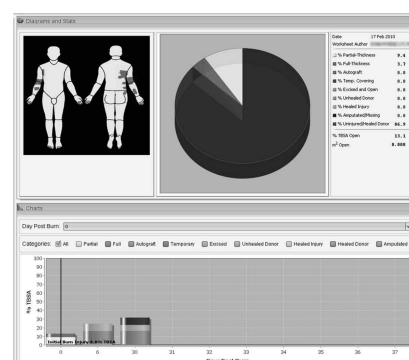 Diagrams and Stats
Date 17 Feb 2010
Worksheet Author
% Partial-Thickness 9.4
% Full-Thickness 3.7
% Autograft 0.0
% Temp. Covering 0.0
% Excised and Open 0.0
% Unhealed Donor 0.0
% Healed Injury 0.0
% Amputated/Missing 0.0
% Uninjured/Healed Donor 86.9
% TBSA Open 13.1
m² Open
Charts
Day Post Burn: 0
Categories: All Partial Full Autograft Temporary Excised Unhealed Donor Healed Injury Healed Donor Amputated
% TBSA
100
90
80
70
60
50
40
30
20
10
0
Initial Burn Injury
0 6 30 31 32 33 34 35 36 37